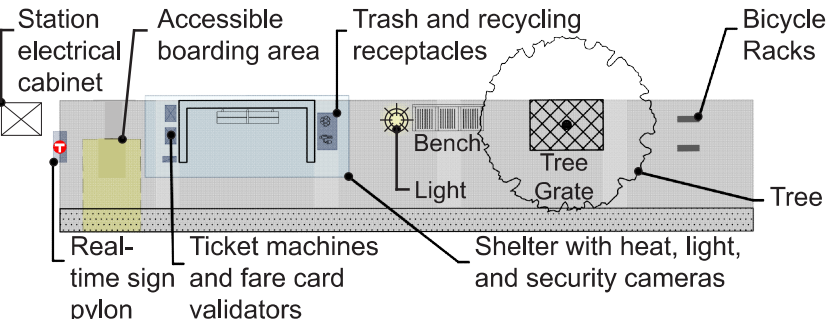 Station
electrical
cabinet
Accessible
boarding area
Trash and recycling
receptacles
Bicycle
Racks
T
Bench
Light
Tree
Grate
Tree
Real-
time sign
pylon
Ticket machines
and fare card
validators
Shelter with heat, light,
and security cameras